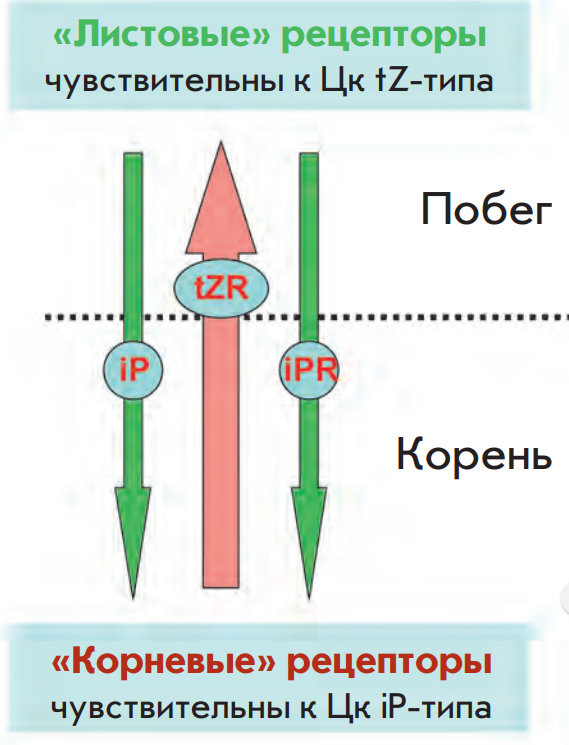 «Листовые» рецепторы
чувствительны к Цк tZ-типа
Побег
tZR
iP
iPR
Корень
«Корневые» рецепторы
чувствительны к Цк iP-типа